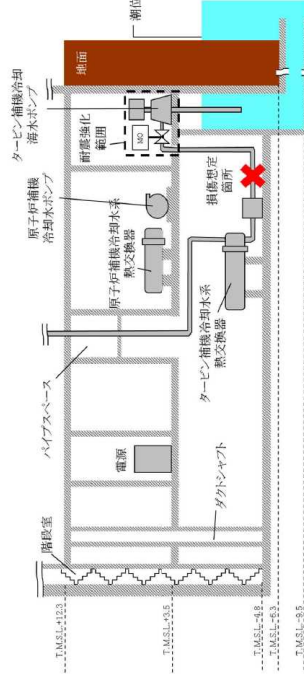 潮位
地面
タービン補機冷却
海水ポンプ
耐震強化
範囲
MO
原子炉補機
冷却水ポンプ
原子炉補機冷却水系
熱交換器
損傷想定
箇所
タービン補機冷却水系
熱交換器
パイプスペース
電源
ダクトシャフト
階段室
T.M.S.L.+12.3
T.M.S.L.+3.5
T.M.S.L.-4.8
T.M.S.L.-6.3
T.M.S.L.-9.5